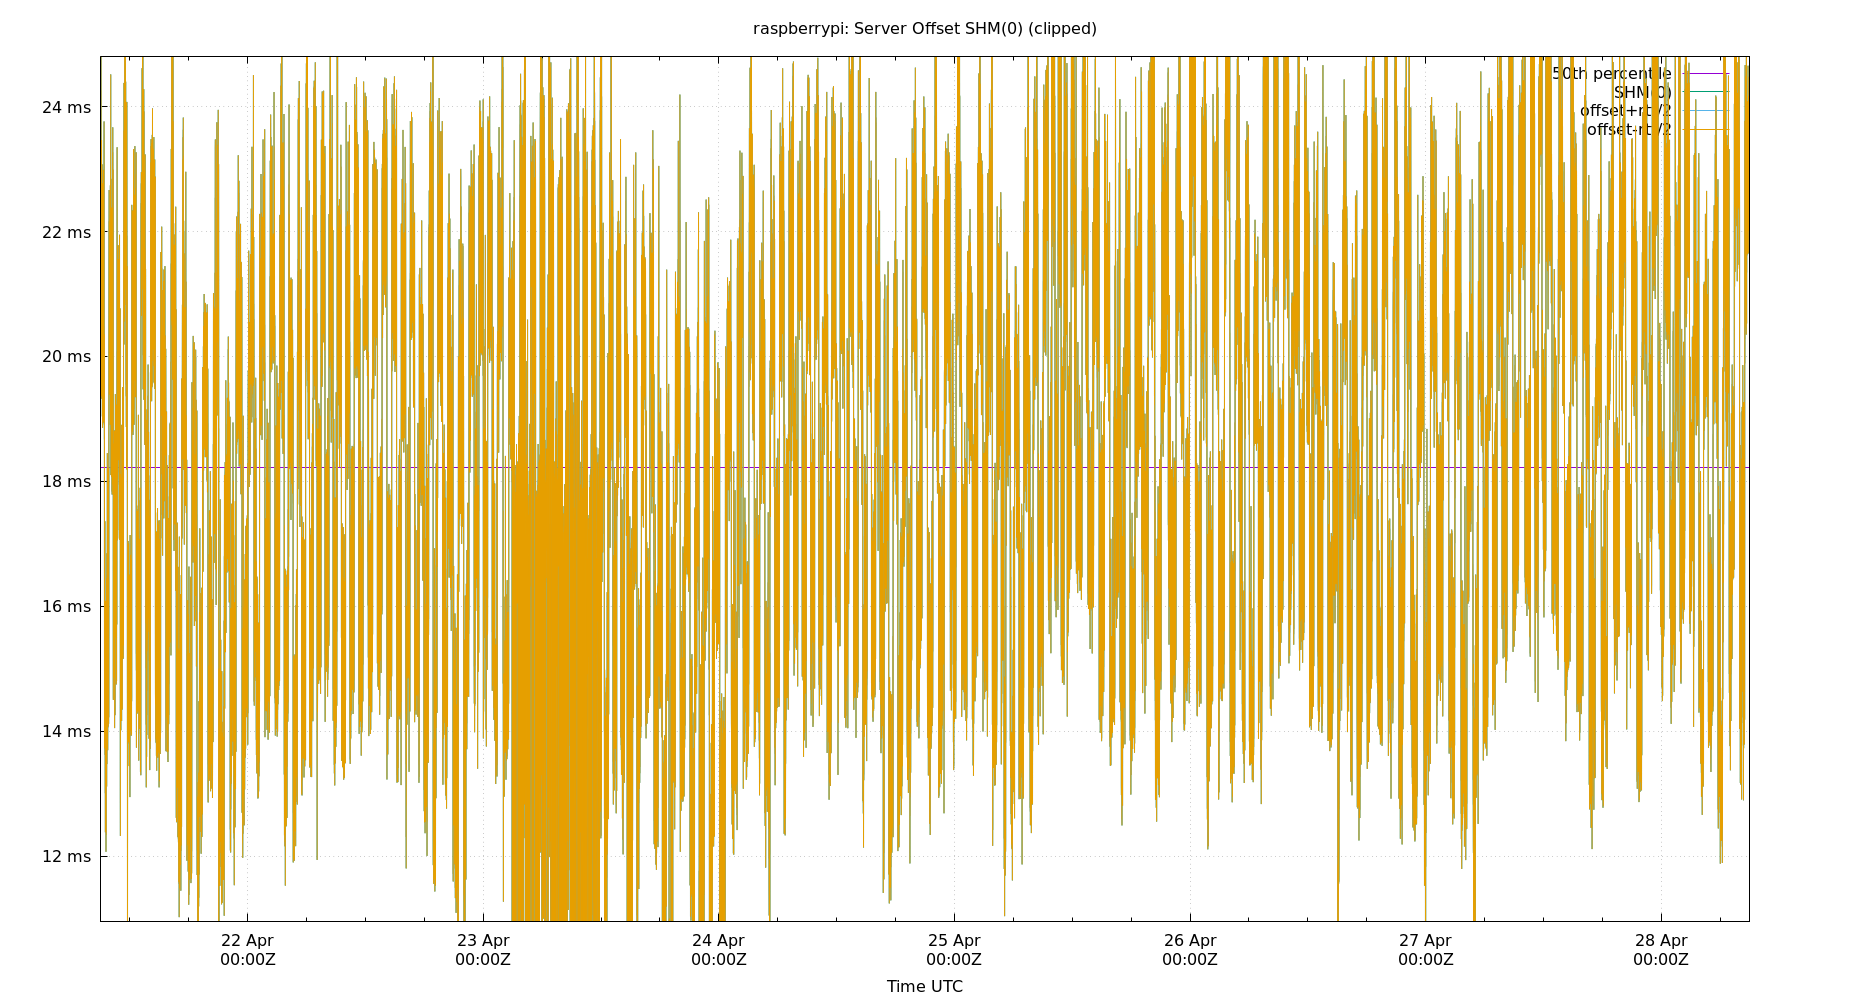 raspberrypi: Server Offset SHM(0) (clipped)
50th percentile
SHM(0)
offset+rtt/2
offset-rtt/2
24 ms
22 ms
20 ms
18 ms
16 ms
14 ms
12 ms
22 Apr 23 Apr 24 Apr 25 Apr 26 Apr 27 Apr 28 Apr
00:00Z 00:00Z 00:00Z 00:00Z 00:00Z 00:00Z 00:00Z
Time UTC